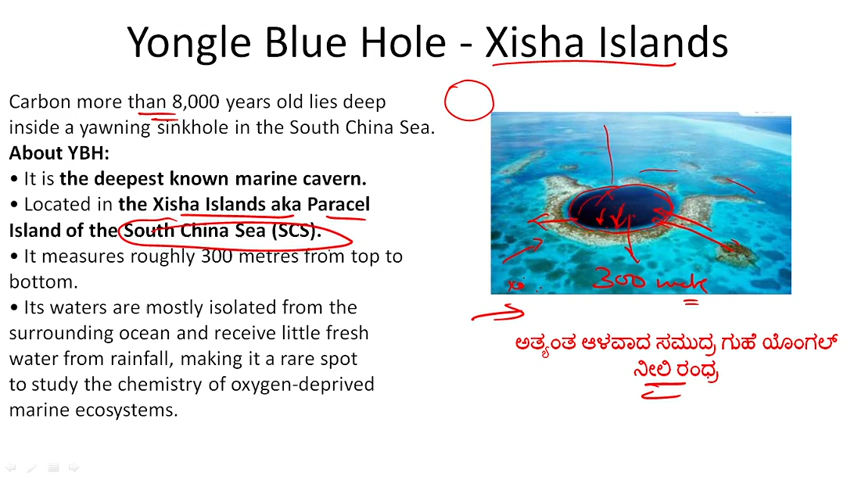 Yongle Blue Hole - Xisha Islands
Carbon more than 8,000 years old lies deep
inside a yawning sinkhole in the South China Sea.
About YBH:
• It is the deepest known marine cavern.
• Located in the Xisha Islands aka Paracel
Island of the South China Sea (SCS).
• It measures roughly 300 metres from top to
bottom.
• Its waters are mostly isolated from the
surrounding ocean and receive little fresh
water from rainfall, making it a rare spot
to study the chemistry of oxygen-deprived
marine ecosystems.
300
ಅತ್ಯಂತ ಆಳವಾದ ಸಮುದ್ರ ಗುಹೆ ಯೊಂಗಲ್
ನೀಲಿ ರಂಧ್ರ